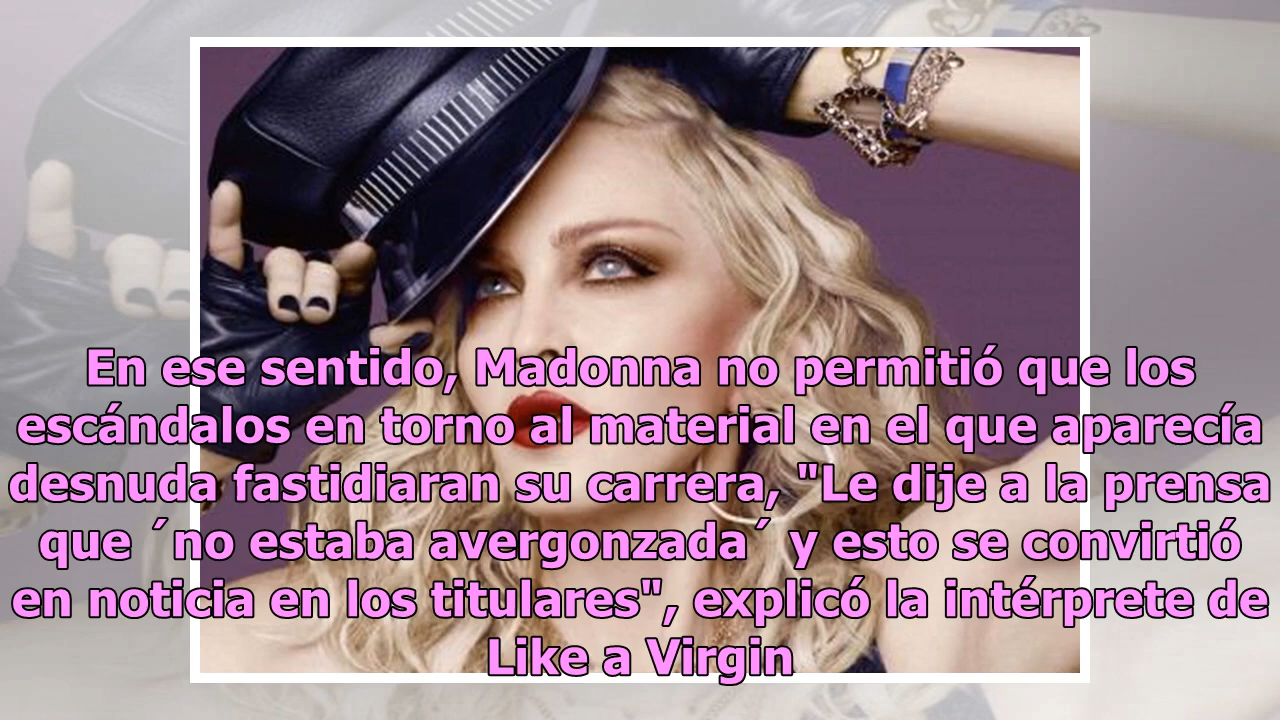 En ese sentido, Madonna no permitió que los
escándalos en torno al material en el que aparecía
desnuda fastidiaran su carrera, "Le dije a la prensa
que ´no estaba avergonzada´ y esto se convirtió
en noticia en los titulares", explicó la intérprete de
Like a Virgin